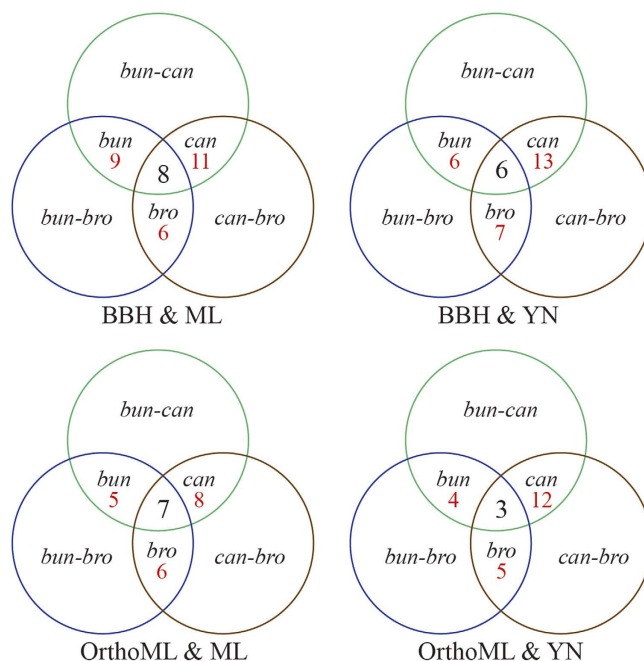 bun-can
bun can
9 11
8
bro
6
bun-bro can-bro
BBH & ML
bun-can
bun can
6 13
6
bro
7
bun-bro can-bro
BBH & YN
bun-can
bun can
5 8
7
bro
6
bun-bro can-bro
OrthoML & ML
bun-can
bun can
4 12
3
bro
5
bun-bro can-bro
OrthoML & YN